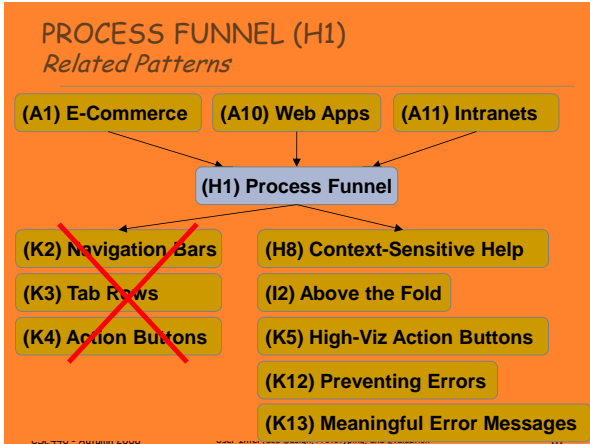 PROCESS FUNNEL (H1)
Related Patterns
(A1) E-Commerce
(A10) Web Apps
(A11) Intranets
(H1) Process Funnel
(K2) Navigation Bars
(K3) Tab Rows
(K4) Action Buttons
(H8) Context-Sensitive Help
(I2) Above the Fold
(K5) High-Viz Action Buttons
(K12) Preventing Errors
(K13) Meaningful Error Messages